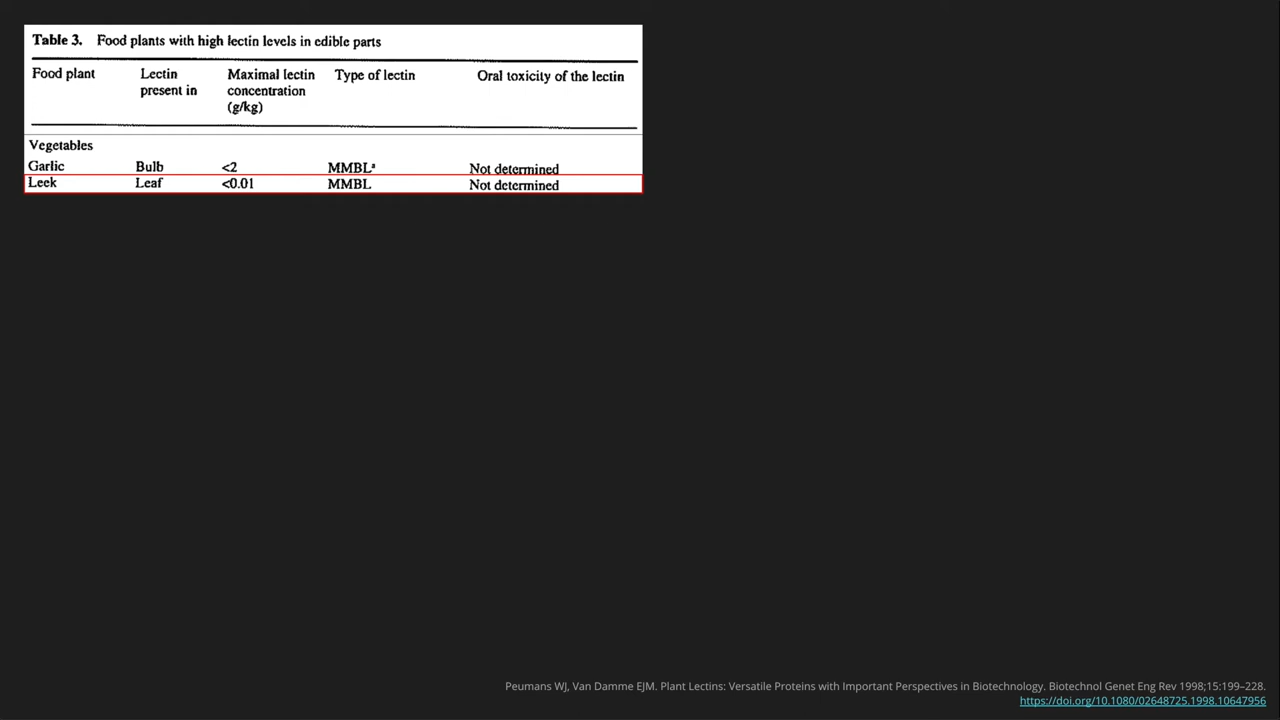 Table 3. Food plants with high lectin levels in edible parts
Food plant Lectin present in Maximal lectin concentration (g/kg) Type of lectin Oral toxicity of the lectin
Vegetables
Garlic Bulb <2 MMBLª Not determined
Leek Leaf <0.01 MMBL Not determined
Peumans WJ, Van Damme EJM. Plant Lectins: Versatile Proteins with Important Perspectives in Biotechnology. Biotechnol Genet Eng Rev 1998;15:199–228.
https://doi.org/10.1080/02648725.1998.10647956